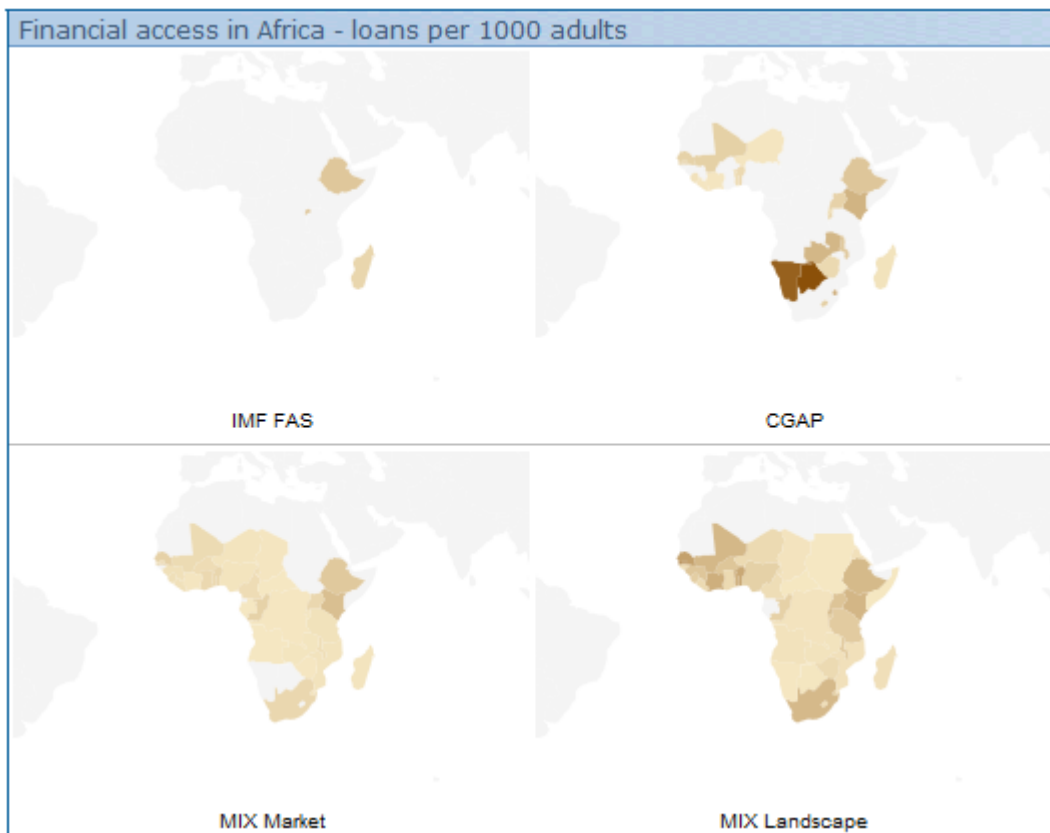 Financial access in Africa - loans per 1000 adults
IMF FAS
CGAP
MIX Market
MIX Landscape